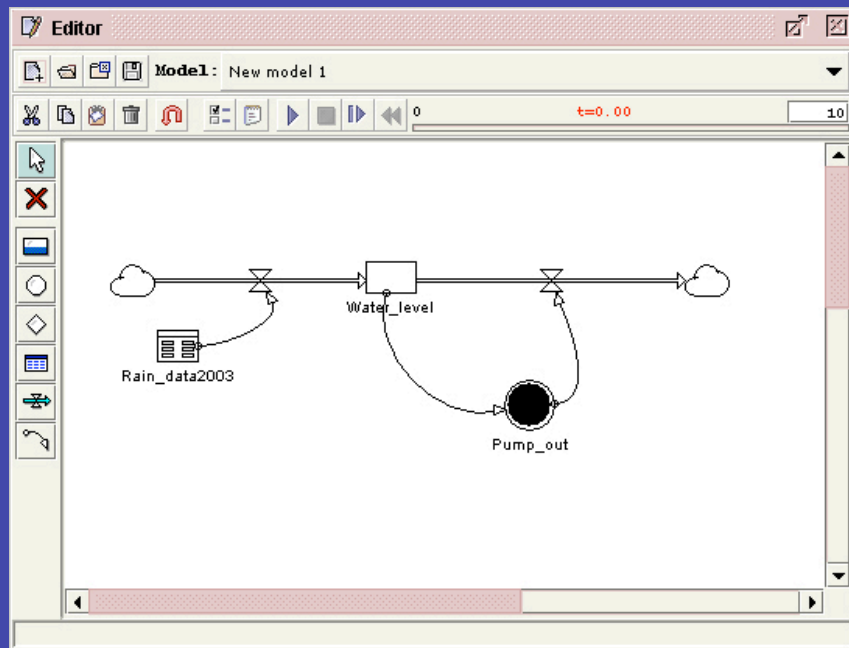 Editor
Model: New model 1
0 t=0.00 10
Water_level
Rain_data2003
Pump_out